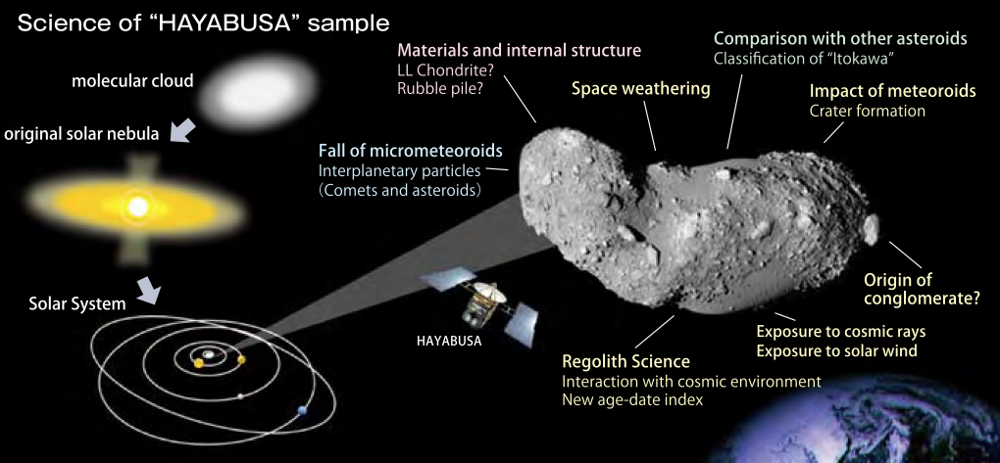 Science of “HAYABUSA” sample
molecular cloud
original solar nebula
Solar System
Materials and internal structure
LL Chondrite?
Rubble pile?
Fall of micrometeoroids
Interplanetary particles
(Comets and asteroids)
Space weathering
Comparison with other asteroids
Classification of “Itokawa”
Impact of meteoroids
Crater formation
Origin of
conglomerate?
Exposure to cosmic rays
Exposure to solar wind
Regolith Science
Interaction with cosmic environment
New age-date index
HAYABUSA